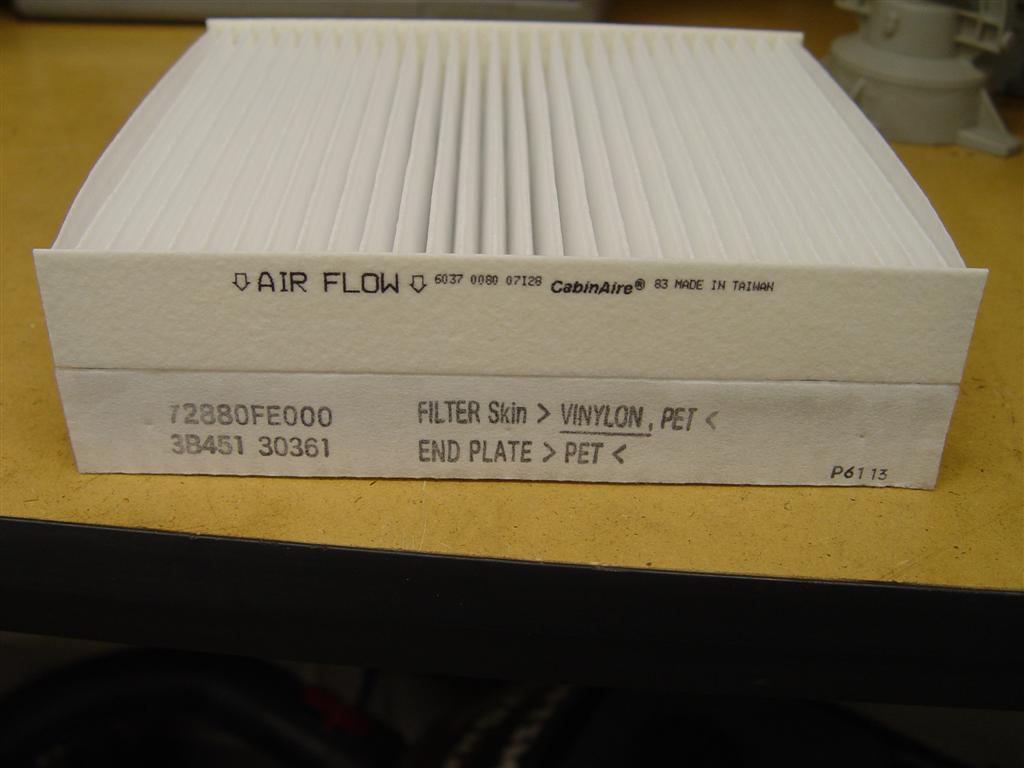 ⇩ AIR FLOW ⇩ 6037 0080 07128 CabinAire® 83 MADE IN TAIWAN
72880FE000 FILTER Skin > VINYLON, PET <
3B451 30361 END PLATE > PET <
P61 13